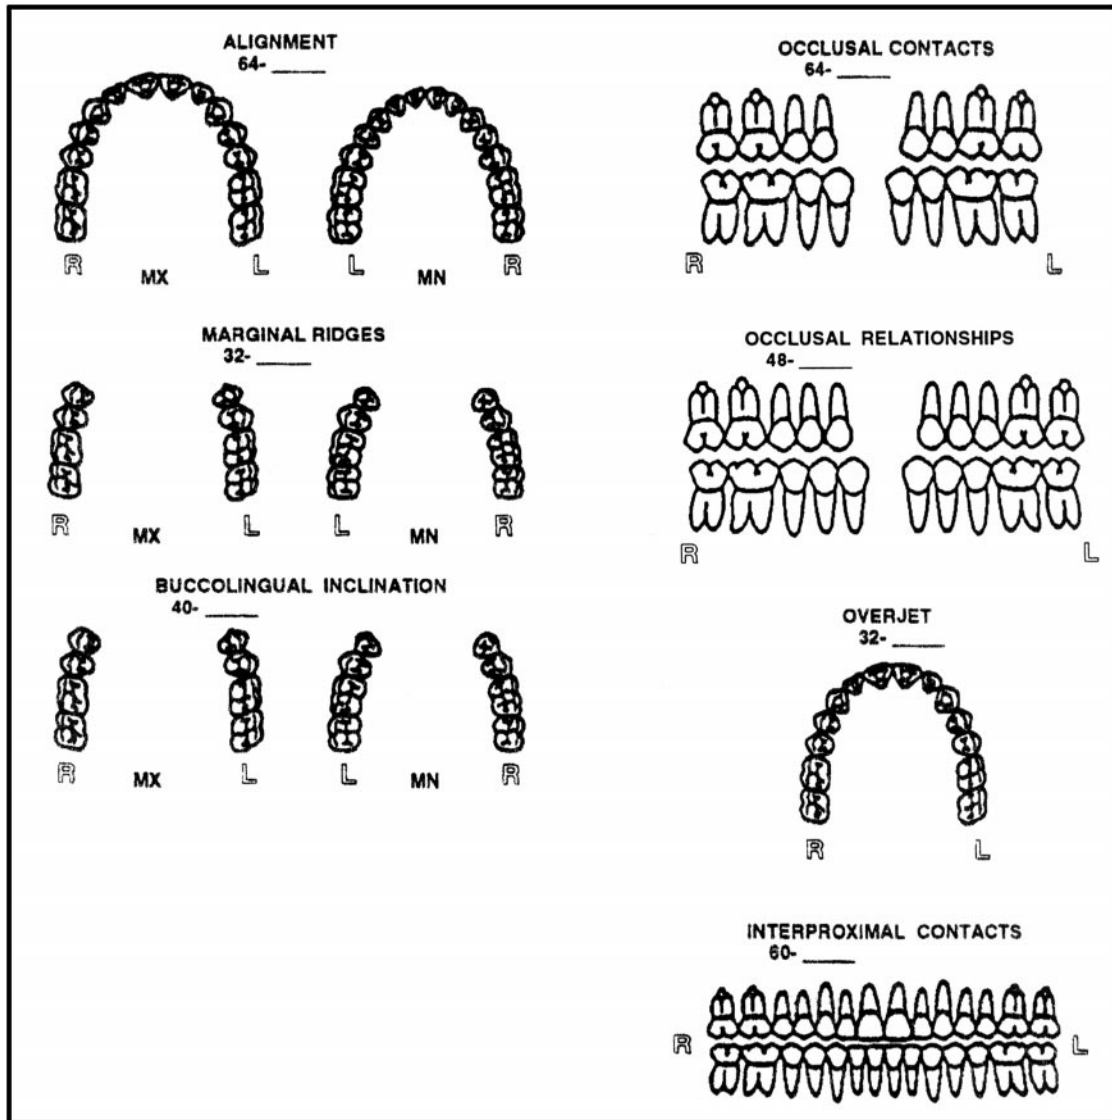 ALIGNMENT
64- ______
R MX L L MN R
MARGINAL RIDGES
32- ______
R MX L L MN R
BUCCOLINGUAL INCLINATION
40- ______
R MX L L MN R
OCCLUSAL CONTACTS
64- ______
R L
OCCLUSAL RELATIONSHIPS
48- ______
R L
OVERJET
32- ______
R L
INTERPROXIMAL CONTACTS
60- ______
R L